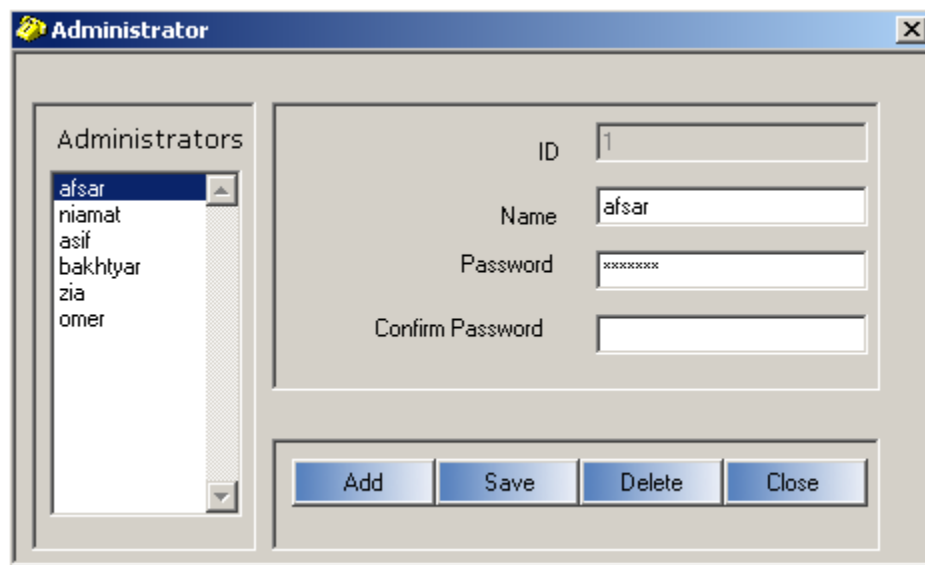 Administrator
Administrators
afsar
niamat
asif
bakhtyar
zia
omer
ID 1
Name afsar
Password xxxxxxx
Confirm Password
Add Save Delete Close